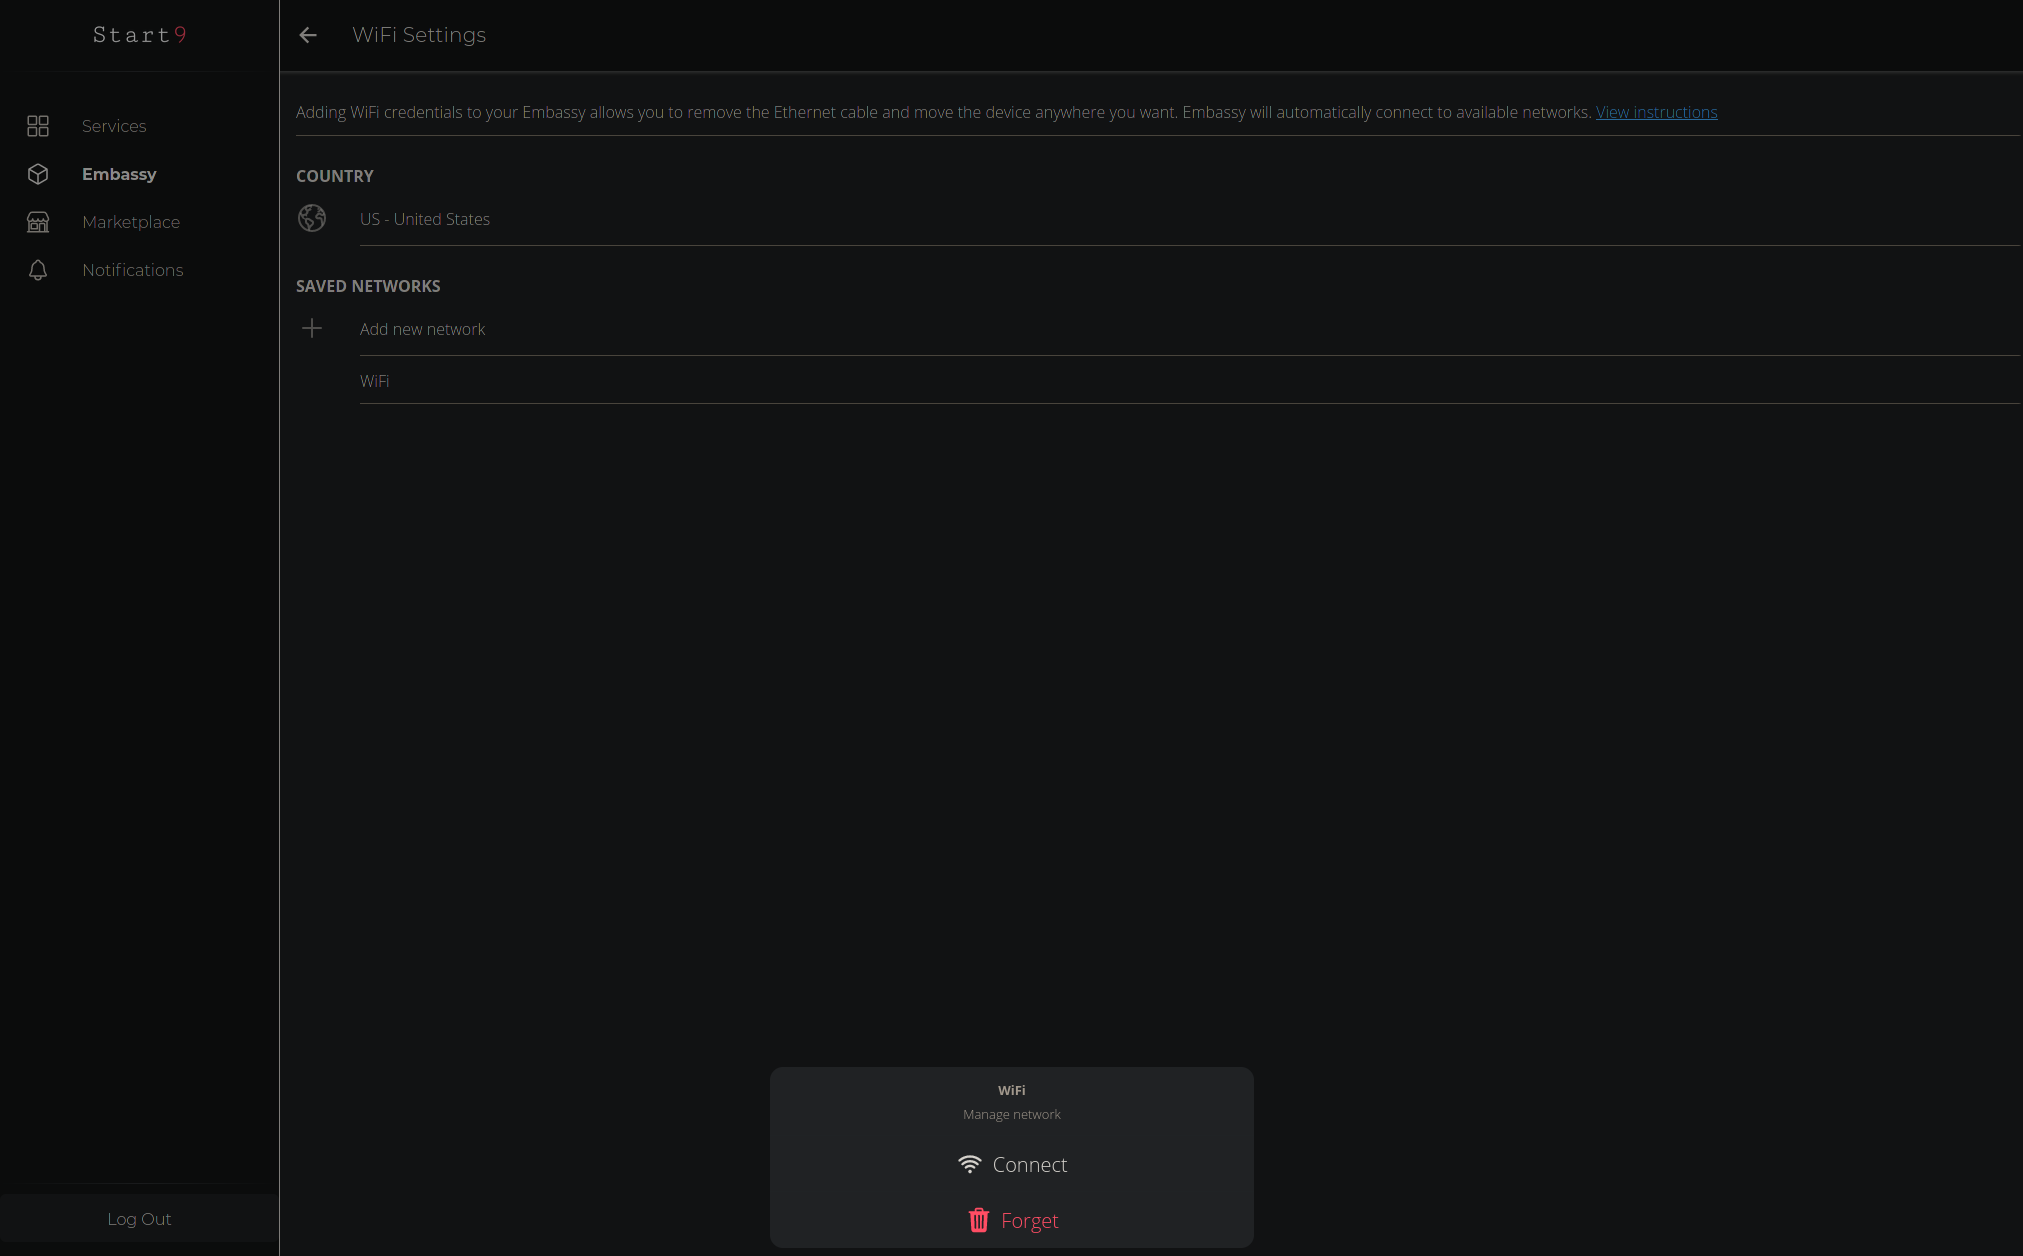 Start9
WiFi Settings
Services
Embassy
Marketplace
Notifications
Adding WiFi credentials to your Embassy allows you to remove the Ethernet cable and move the device anywhere you want. Embassy will automatically connect to available networks. View instructions
COUNTRY
US - United States
SAVED NETWORKS
Add new network
WiFi
WiFi
Manage network
Connect
Forget
Log Out